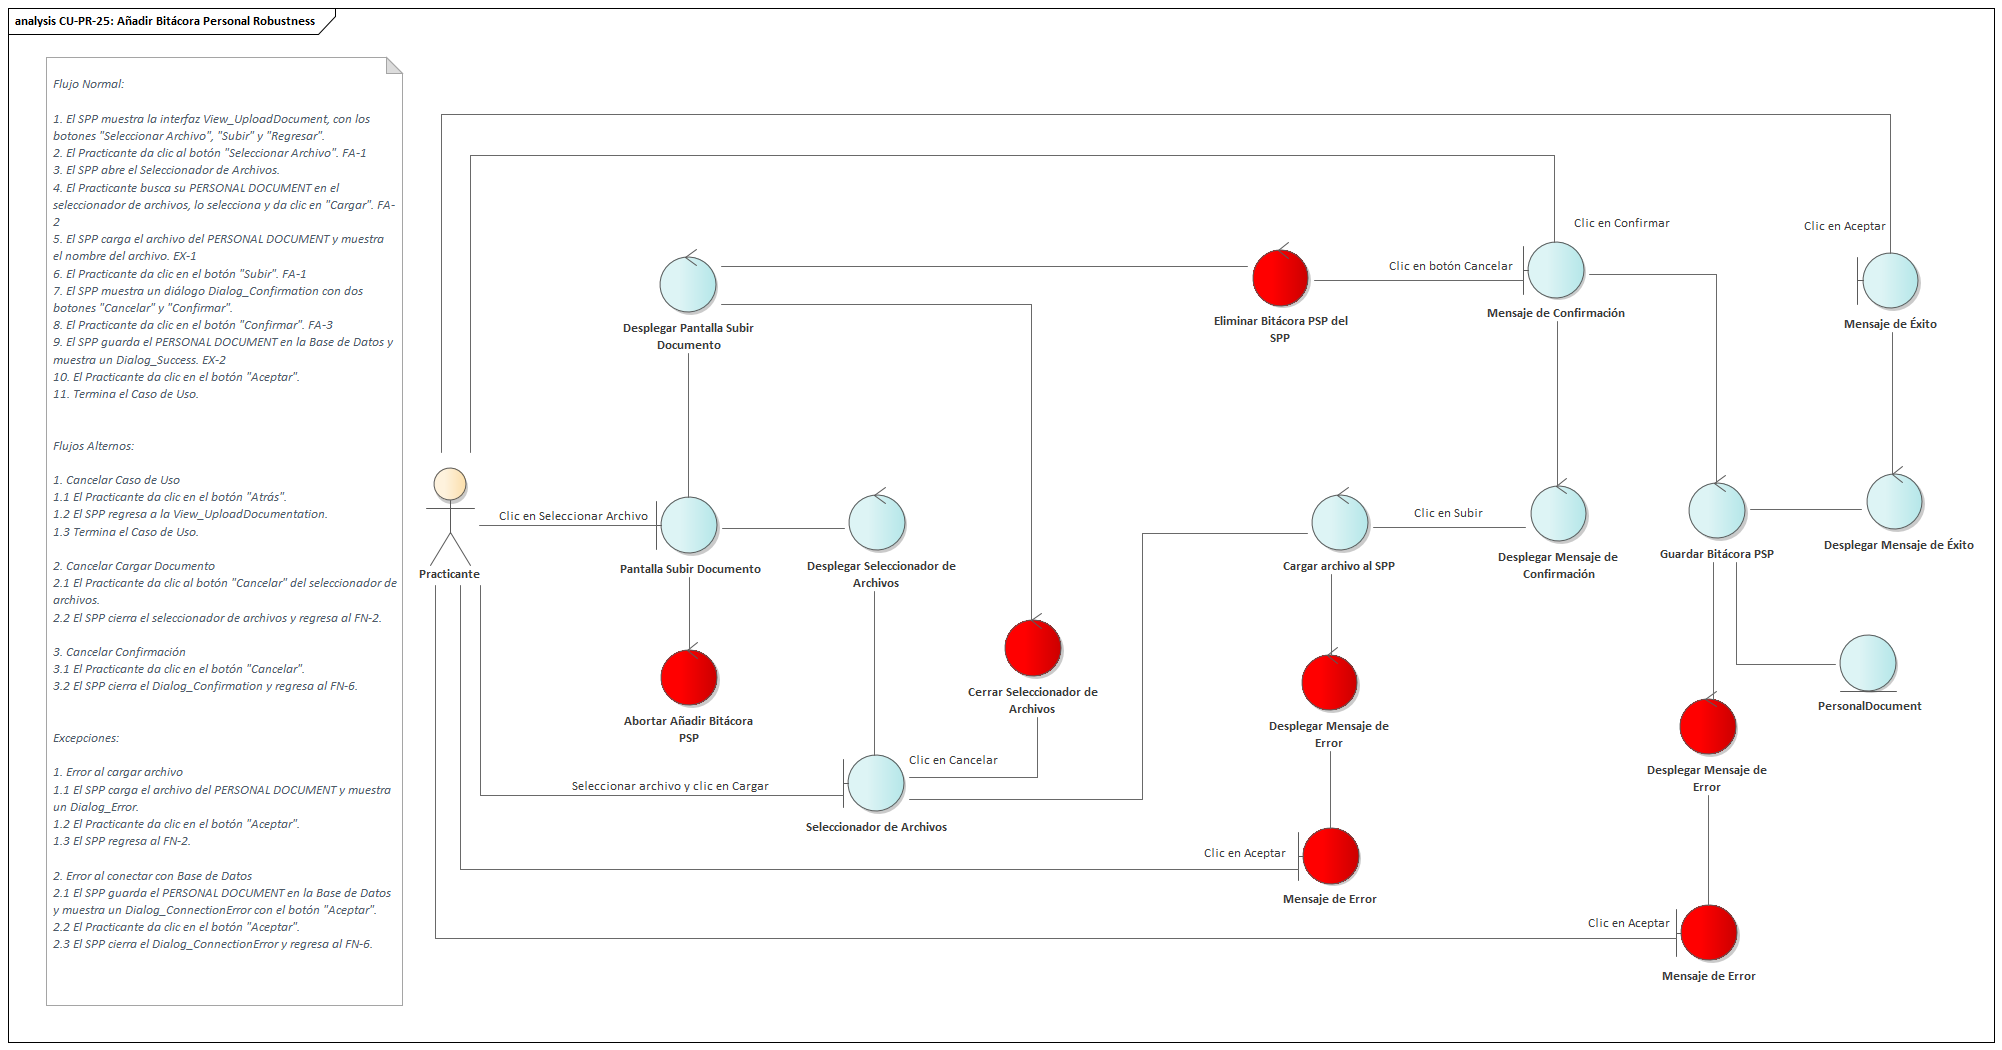 analysis CU-PR-25: Añadir Bitácora Personal Robustness
Flujo Normal:
1. El SPP muestra la interfaz View_UploadDocument, con los
botones "Seleccionar Archivo", "Subir" y "Regresar".
2. El Practicante da clic al botón "Seleccionar Archivo". FA-1
3. El SPP abre el Seleccionador de Archivos.
4. El Practicante busca su PERSONAL DOCUMENT en el
seleccionador de archivos, lo selecciona y da clic en "Cargar". FA-
2
5. El SPP carga el archivo del PERSONAL DOCUMENT y muestra
el nombre del archivo. EX-1
6. El Practicante da clic en el botón "Subir". FA-1
7. El SPP muestra un diálogo Dialog_Confirmation con dos
botones "Cancelar" y "Confirmar".
8. El Practicante da clic en el botón "Confirmar". FA-3
9. El SPP guarda el PERSONAL DOCUMENT en la Base de Datos y
muestra un Dialog_Success. EX-2
10. El Practicante da clic en el botón "Aceptar".
11. Termina el Caso de Uso.
Flujos Alternos:
1. Cancelar Caso de Uso
1.1 El Practicante da clic en el botón "Atrás".
1.2 El SPP regresa a la View_UploadDocumentation.
1.3 Termina el Caso de Uso.
2. Cancelar Cargar Documento
2.1 El Practicante da clic al botón "Cancelar" del seleccionador de
archivos.
2.2 El SPP cierra el seleccionador de archivos y regresa al FN-2.
3. Cancelar Confirmación
3.1 El Practicante da clic en el botón "Cancelar".
3.2 El SPP cierra el Dialog_Confirmation y regresa al FN-6.
Excepciones:
1. Error al cargar archivo
1.1 El SPP carga el archivo del PERSONAL DOCUMENT y muestra
un Dialog_Error.
1.2 El Practicante da clic en el botón "Aceptar".
1.3 El SPP regresa al FN-2.
2. Error al conectar con Base de Datos
2.1 El SPP guarda el PERSONAL DOCUMENT en la Base de Datos
y muestra un Dialog_ConnectionError con el botón "Aceptar".
2.2 El Practicante da clic en el botón "Aceptar".
2.3 El SPP cierra el Dialog_ConnectionError y regresa al FN-6.
Clic en Confirmar
Clic en Aceptar
Clic en botón Cancelar
Desplegar Pantalla Subir
Documento
Eliminar Bitácora PSP del
SPP
Mensaje de Confirmación
Mensaje de Éxito
Clic en Seleccionar Archivo
Clic en Subir
Practicante
Pantalla Subir Documento
Desplegar Seleccionador de
Archivos
Cargar archivo al SPP
Desplegar Mensaje de
Confirmación
Guardar Bitácora PSP
Desplegar Mensaje de Éxito
Abortar Añadir Bitácora
PSP
Cerrar Seleccionador de
Archivos
Desplegar Mensaje de
Error
PersonalDocument
Desplegar Mensaje de
Error
Clic en Cancelar
Seleccionar archivo y clic en Cargar
Seleccionador de Archivos
Clic en Aceptar
Mensaje de Error
Clic en Aceptar
Mensaje de Error